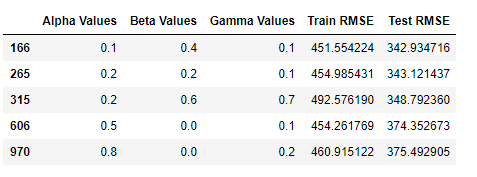 Alpha Values Beta Values Gamma Values Train RMSE Test RMSE
166 0.1 0.4 0.1 451.554224 342.934716
265 0.2 0.2 0.1 454.985431 343.121437
315 0.2 0.6 0.7 492.576190 348.792360
606 0.5 0.0 0.1 454.261769 374.352673
970 0.8 0.0 0.2 460.915122 375.492905